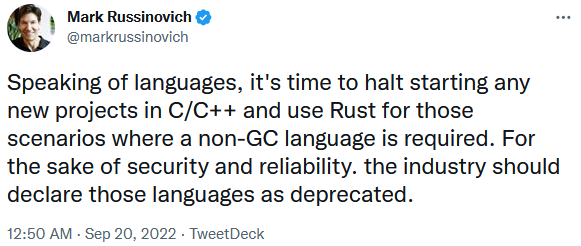 Mark Russinovich
@markrussinovich
Speaking of languages, it's time to halt starting any
new projects in C/C++ and use Rust for those
scenarios where a non-GC language is required. For
the sake of security and reliability. the industry should
declare those languages as deprecated.
12:50 AM · Sep 20, 2022 · TweetDeck